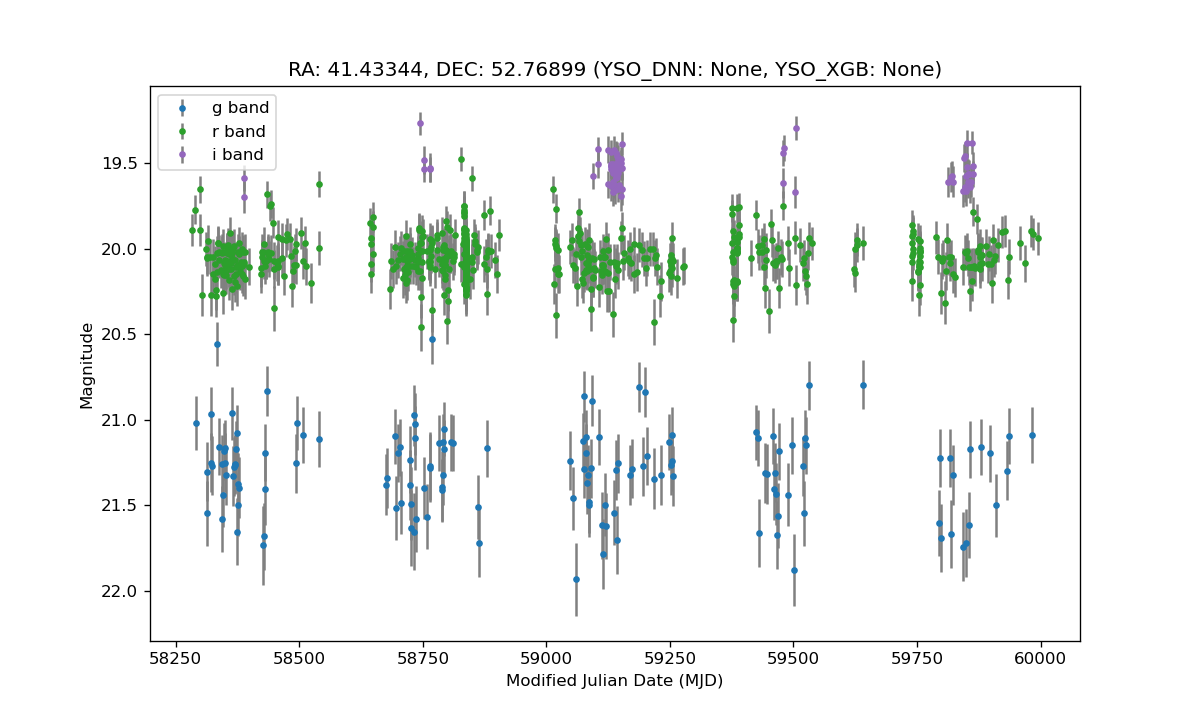 RA: 41.43344, DEC: 52.76899 (YSO_DNN: None, YSO_XGB: None)
g band
r band
i band
19.5
20.0
20.5
21.0
21.5
22.0
Magnitude
58250 58500 58750 59000 59250 59500 59750 60000
Modified Julian Date (MJD)